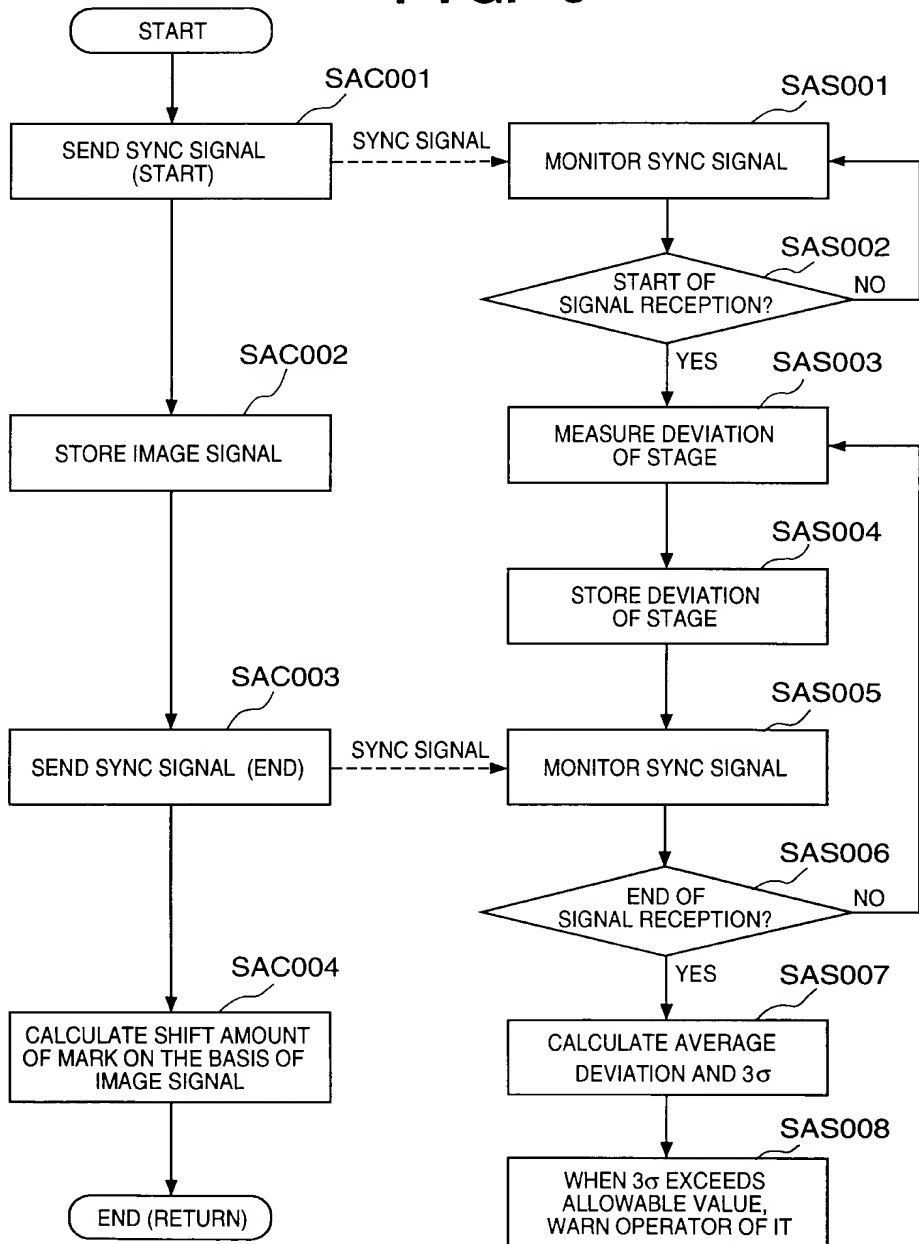 START
SAC001
SEND SYNC SIGNAL
(START)
SYNC SIGNAL
SAS001
MONITOR SYNC SIGNAL
SAS002
START OF
SIGNAL RECEPTION?
NO
YES
SAC002
STORE IMAGE SIGNAL
SAS003
MEASURE DEVIATION
OF STAGE
SAS004
STORE DEVIATION
OF STAGE
SAC003
SEND SYNC SIGNAL (END)
SYNC SIGNAL
SAS005
MONITOR SYNC SIGNAL
SAS006
END OF
SIGNAL RECEPTION?
NO
YES
SAC004
CALCULATE SHIFT AMOUNT
OF MARK ON THE BASIS OF
IMAGE SIGNAL
SAS007
CALCULATE AVERAGE
DEVIATION AND 3σ
SAS008
WHEN 3σ EXCEEDS
ALLOWABLE VALUE,
WARN OPERATOR OF IT
END (RETURN)